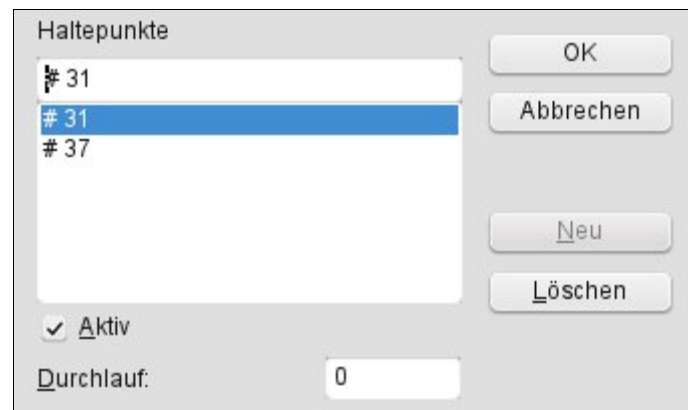 Haltepunkte
# 31
# 31
# 37
Aktiv
Durchlauf: 0
OK
Abbrechen
Neu
Löschen